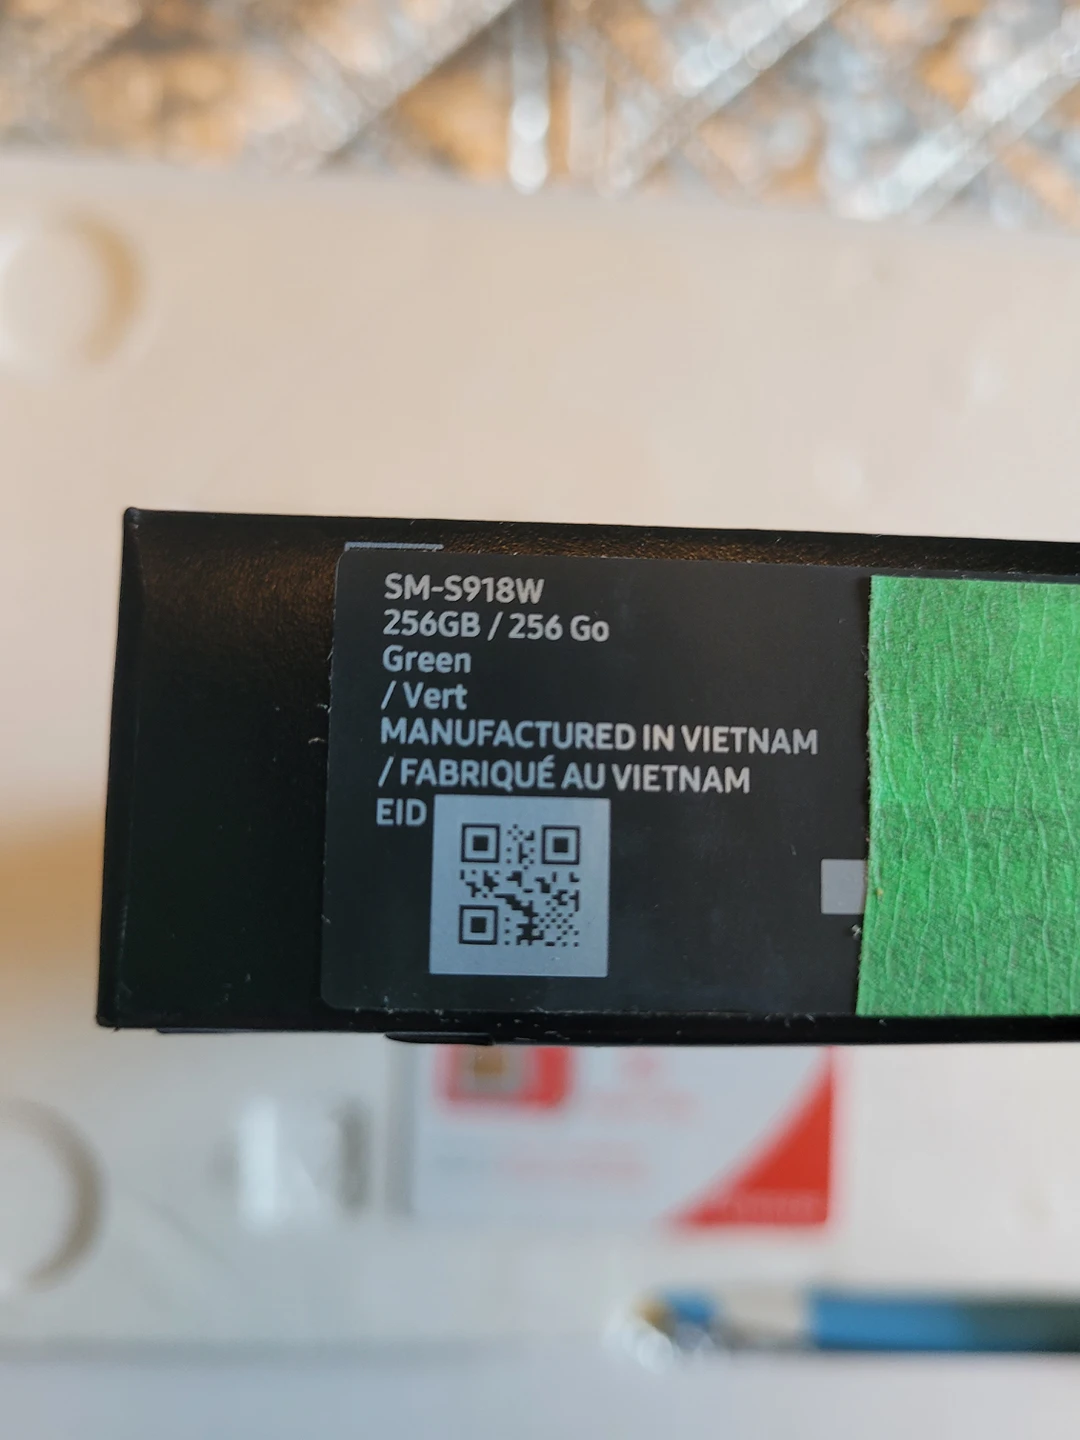 SM-S918W
256GB / 256 Go
Green
/ Vert
MANUFACTURED IN VIETNAM
/ FABRIQUÉ AU VIETNAM
EID